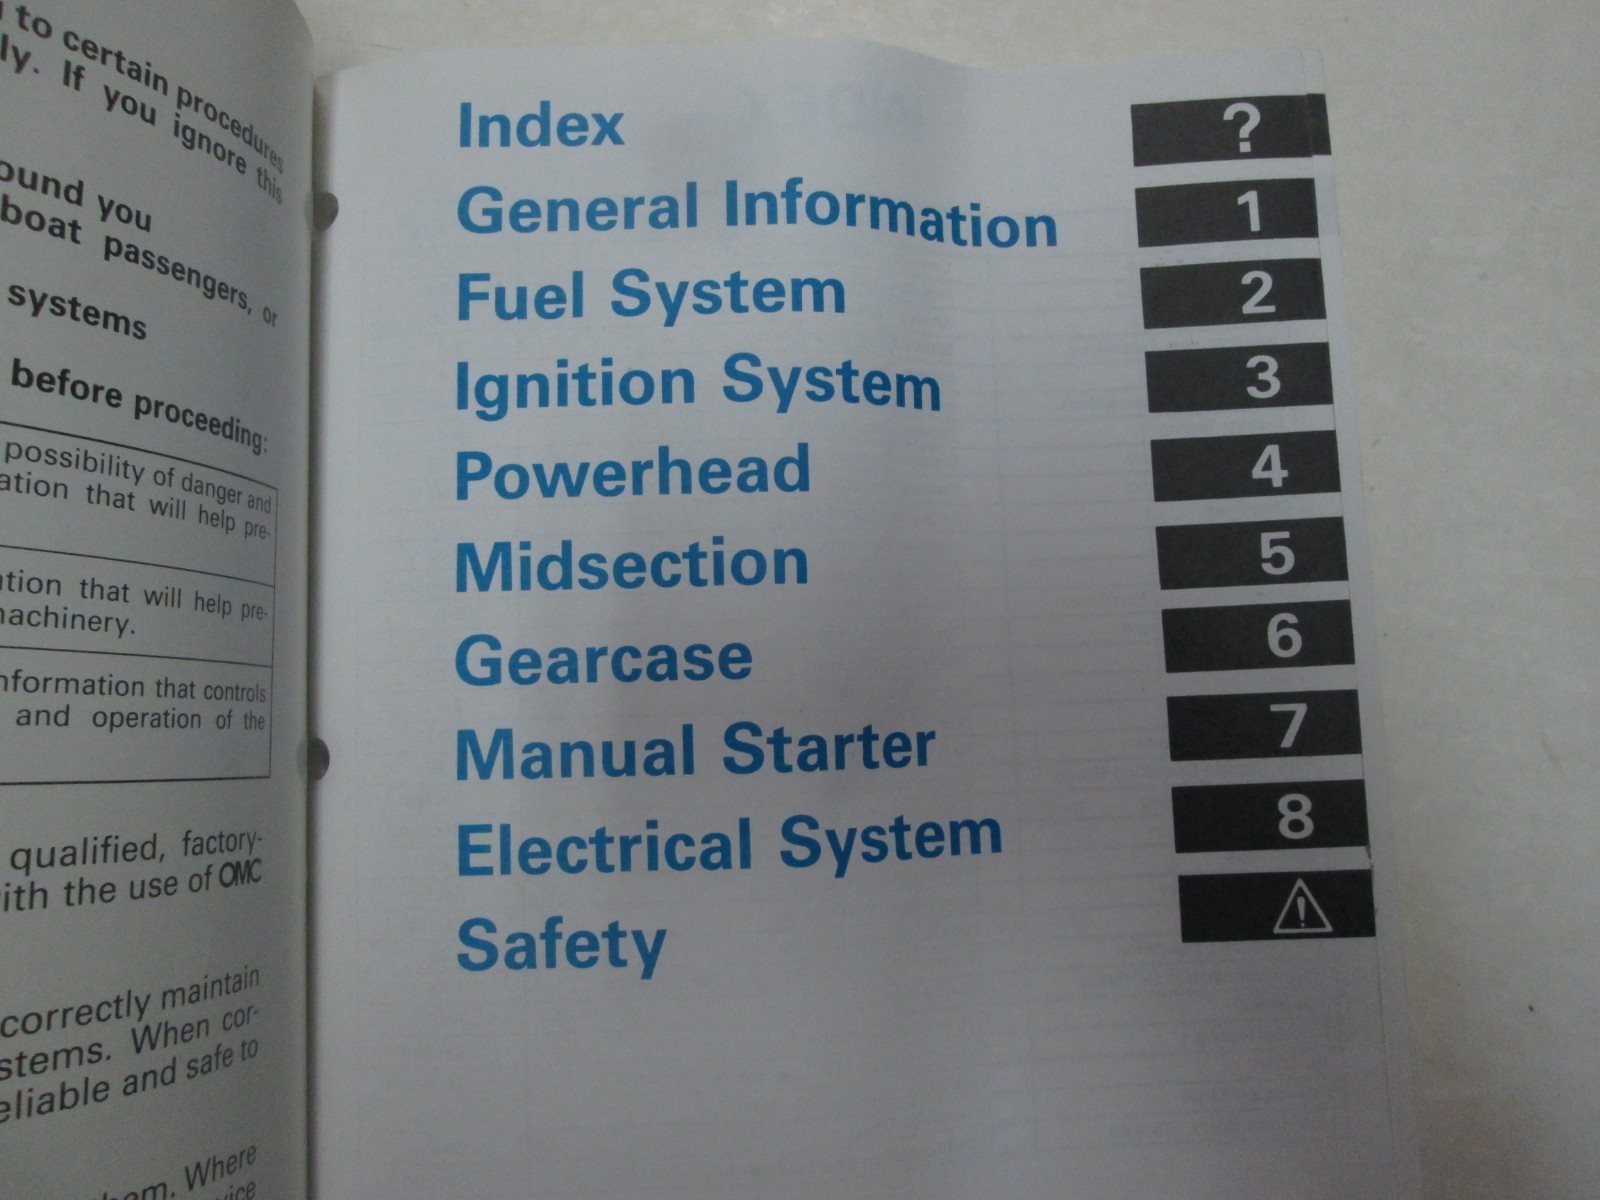 to certain procedures
ly. If you ignore this
ound you
boat passengers, or
systems
before proceeding:
possibility of danger and
ation that will help pre-
ation that will help pre-
machinery.
nformation that controls
and operation of the
qualified, factory-
ith the use of OMC
correctly maintain
stems. When cor-
eliable and safe to
hem. Where
vice
Index ?
General Information 1
Fuel System 2
Ignition System 3
Powerhead 4
Midsection 5
Gearcase 6
Manual Starter 7
Electrical System 8
Safety !